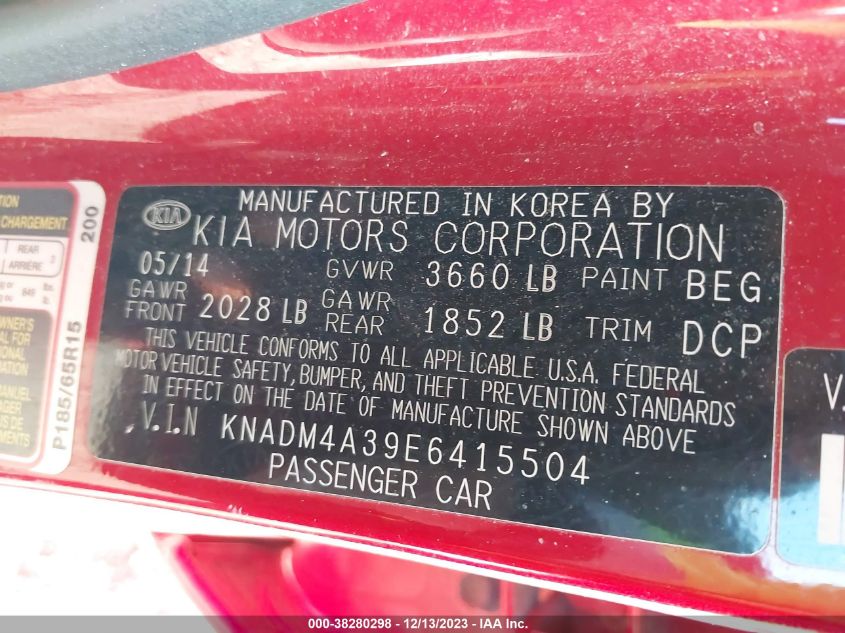 MANUFACTURED IN KOREA BY
KIA KIA MOTORS CORPORATION
05/14 GVWR 3660 LB PAINT BEG
GAWR FRONT 2028 LB GAWR REAR 1852 LB TRIM DCP
THIS VEHICLE CONFORMS TO ALL APPLICABLE U.S.A. FEDERAL
MOTOR VEHICLE SAFETY, BUMPER, AND THEFT PREVENTION STANDARDS
IN EFFECT ON THE DATE OF MANUFACTURE SHOWN ABOVE
V.I.N KNADM4A39E6415504
PASSENGER CAR
CHARGEMENT
REAR
ARRIÈRE
200
P185/65R15
V.
000-38280298 - 12/13/2023 - IAA Inc.